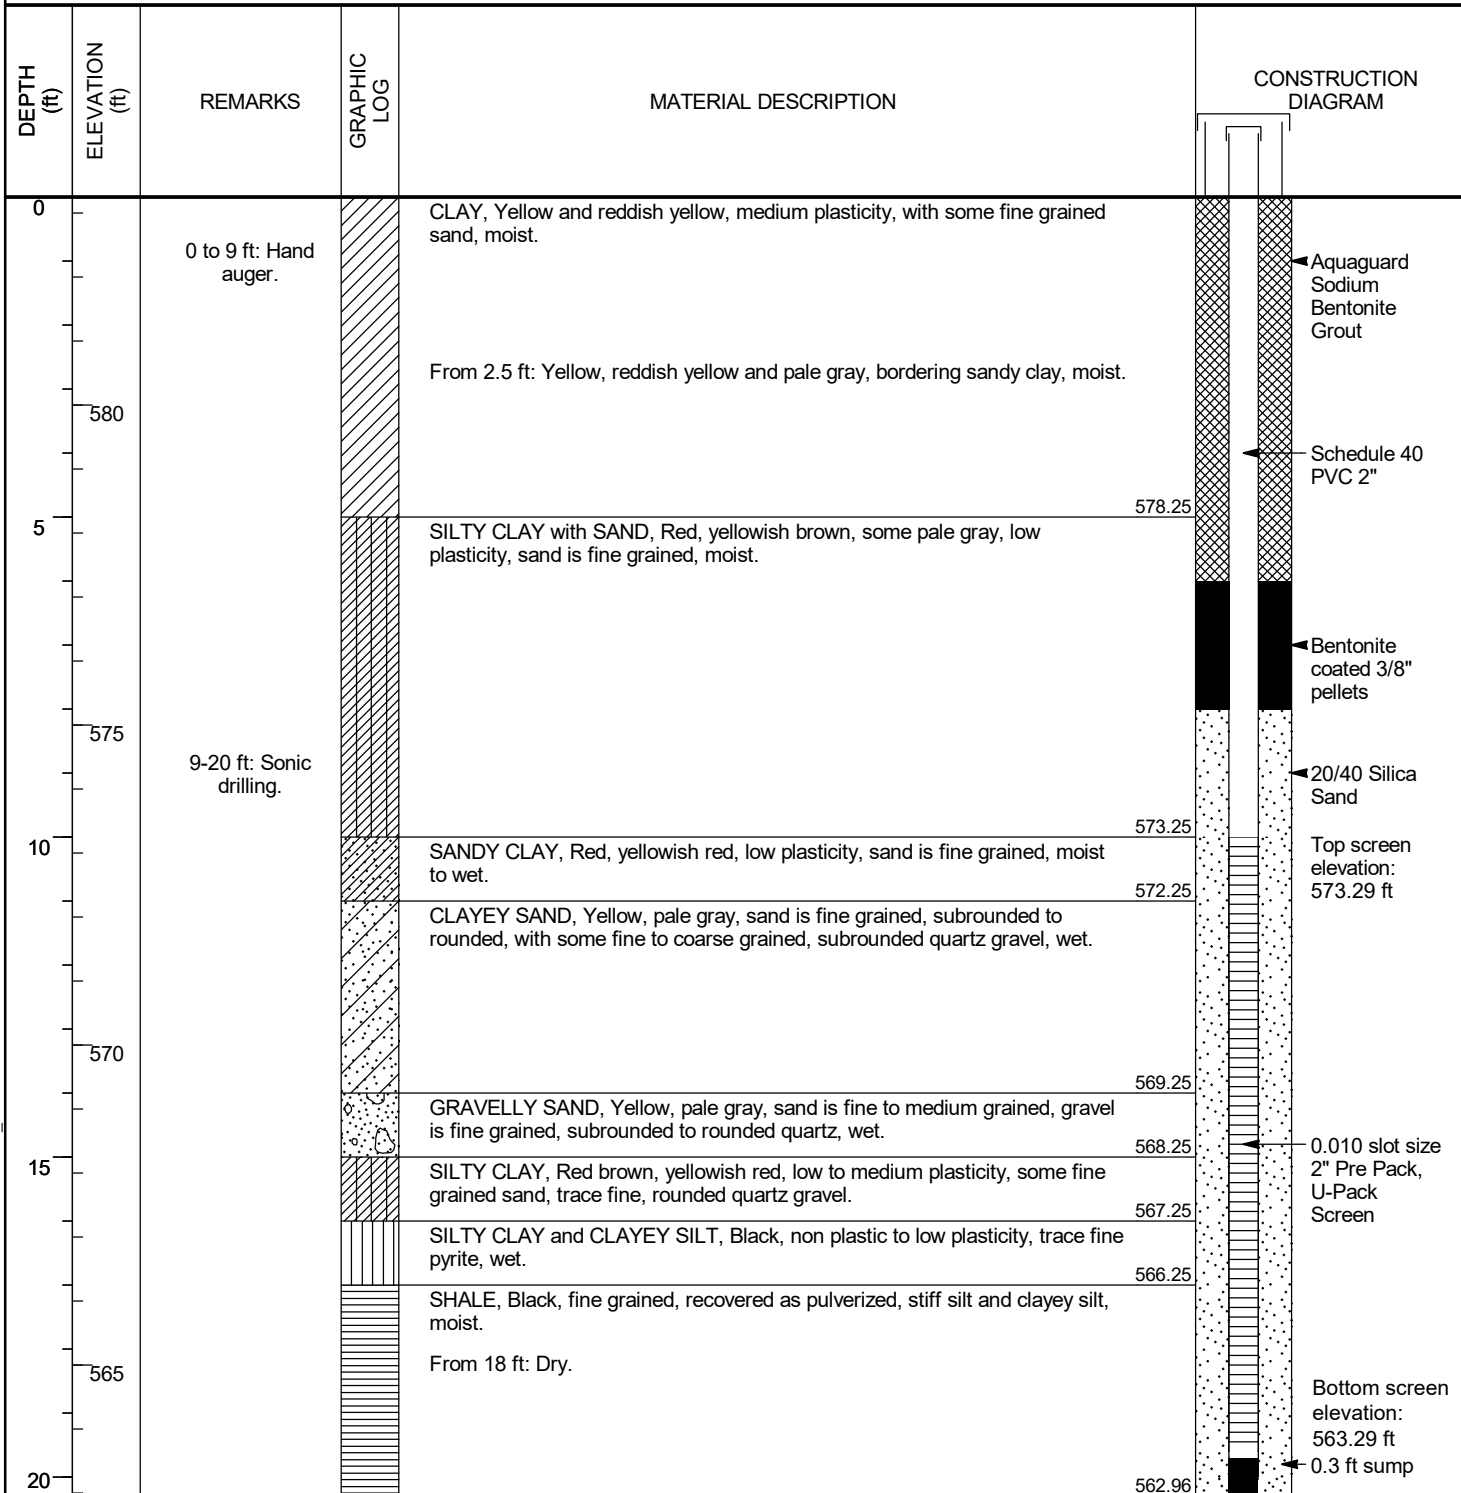 DEPTH
(ft)
ELEVATION
(ft)
REMARKS
GRAPHIC
LOG
MATERIAL DESCRIPTION
CONSTRUCTION
DIAGRAM
0
CLAY, Yellow and reddish yellow, medium plasticity, with some fine grained
sand, moist.
0 to 9 ft: Hand
auger.
Aquaguard
Sodium
Bentonite
Grout
From 2.5 ft: Yellow, reddish yellow and pale gray, bordering sandy clay, moist.
580
Schedule 40
PVC 2"
578.25
5
SILTY CLAY with SAND, Red, yellowish brown, some pale gray, low
plasticity, sand is fine grained, moist.
Bentonite
coated 3/8"
pellets
575
9-20 ft: Sonic
drilling.
20/40 Silica
Sand
573.25
10
SANDY CLAY, Red, yellowish red, low plasticity, sand is fine grained, moist
to wet.
572.25
Top screen
elevation:
573.29 ft
CLAYEY SAND, Yellow, pale gray, sand is fine grained, subrounded to
rounded, with some fine to coarse grained, subrounded quartz gravel, wet.
570
569.25
GRAVELLY SAND, Yellow, pale gray, sand is fine to medium grained, gravel
is fine grained, subrounded to rounded quartz, wet.
568.25
0.010 slot size
2" Pre Pack,
U-Pack
Screen
15
SILTY CLAY, Red brown, yellowish red, low to medium plasticity, some fine
grained sand, trace fine, rounded quartz gravel.
567.25
SILTY CLAY and CLAYEY SILT, Black, non plastic to low plasticity, trace fine
pyrite, wet.
566.25
SHALE, Black, fine grained, recovered as pulverized, stiff silt and clayey silt,
moist.
From 18 ft: Dry.
565
Bottom screen
elevation:
563.29 ft
0.3 ft sump
20
562.96